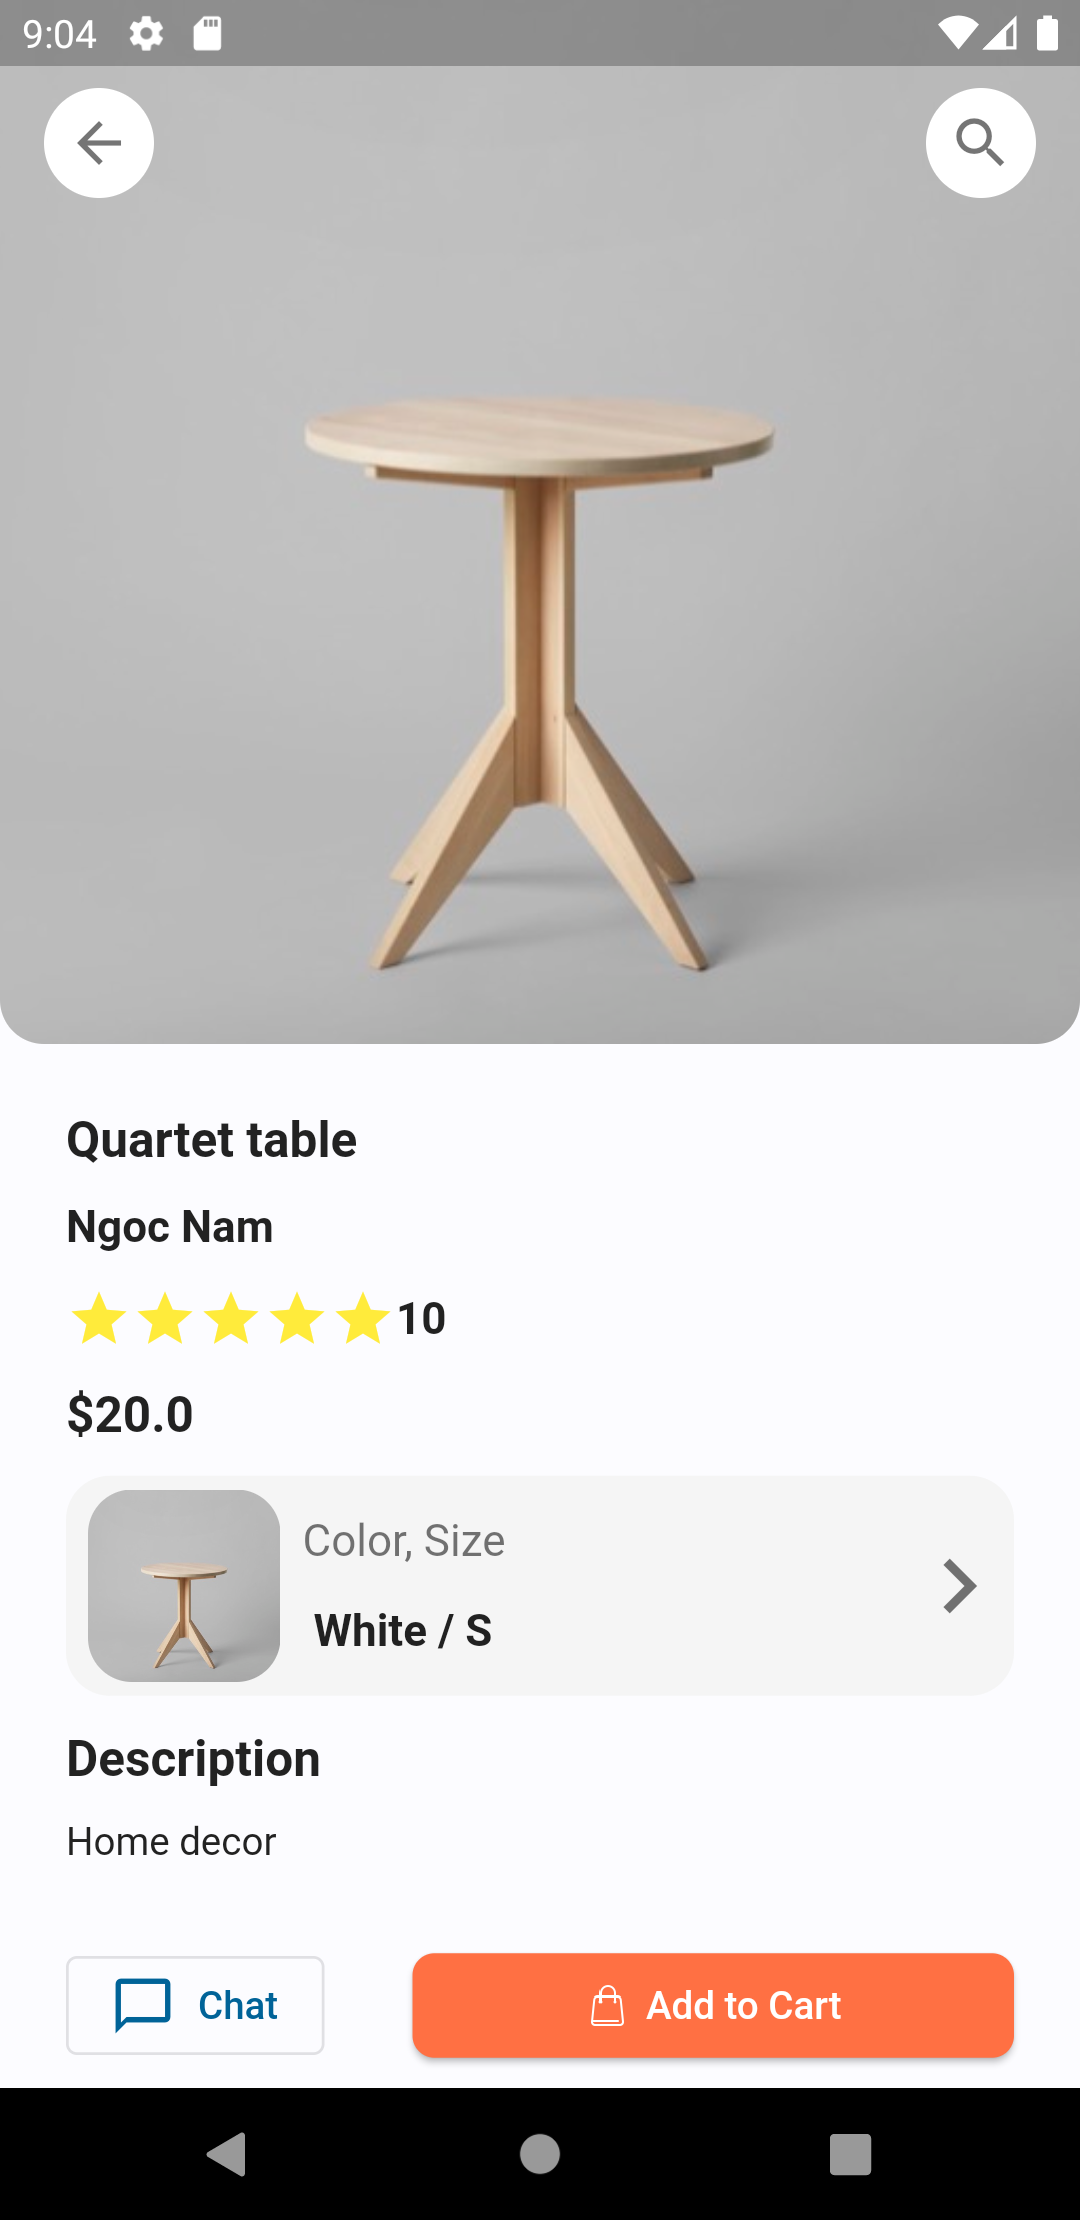 9:04
Quartet table
Ngoc Nam
10
$20.0
Color, Size
White / S
Description
Home decor
Chat
Add to Cart